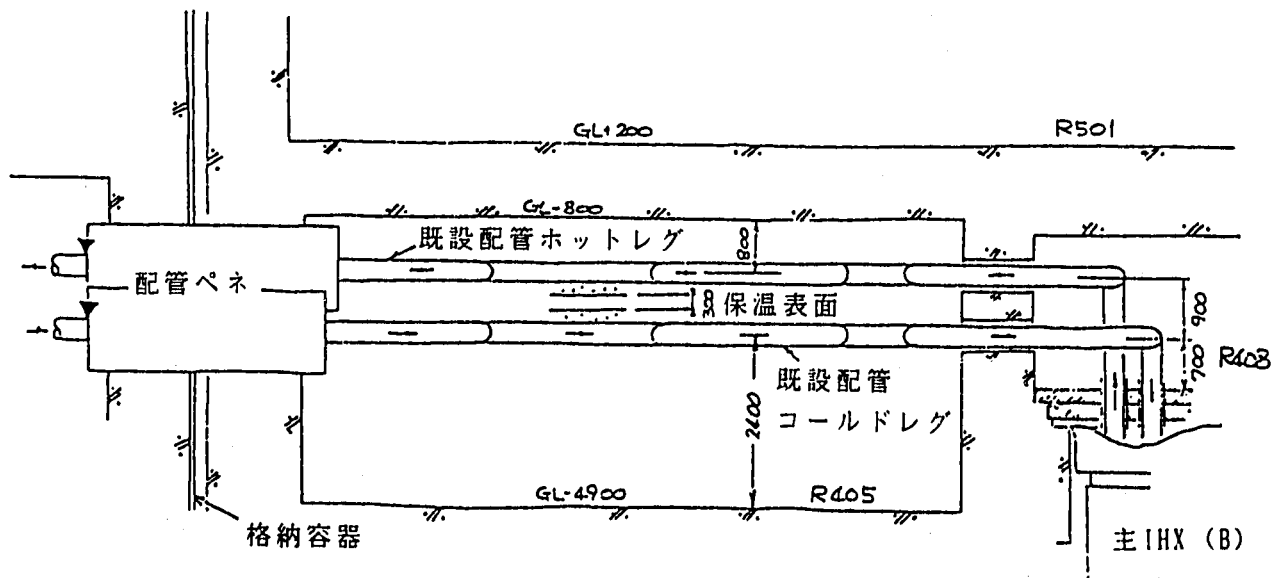 GL+200
R501
GL-800
既設配管ホットレグ
800
配管ペネ
保温表面
900
700
R403
既設配管
コールドレグ
2400
GL-4900
R405
格納容器
主IHX (B)